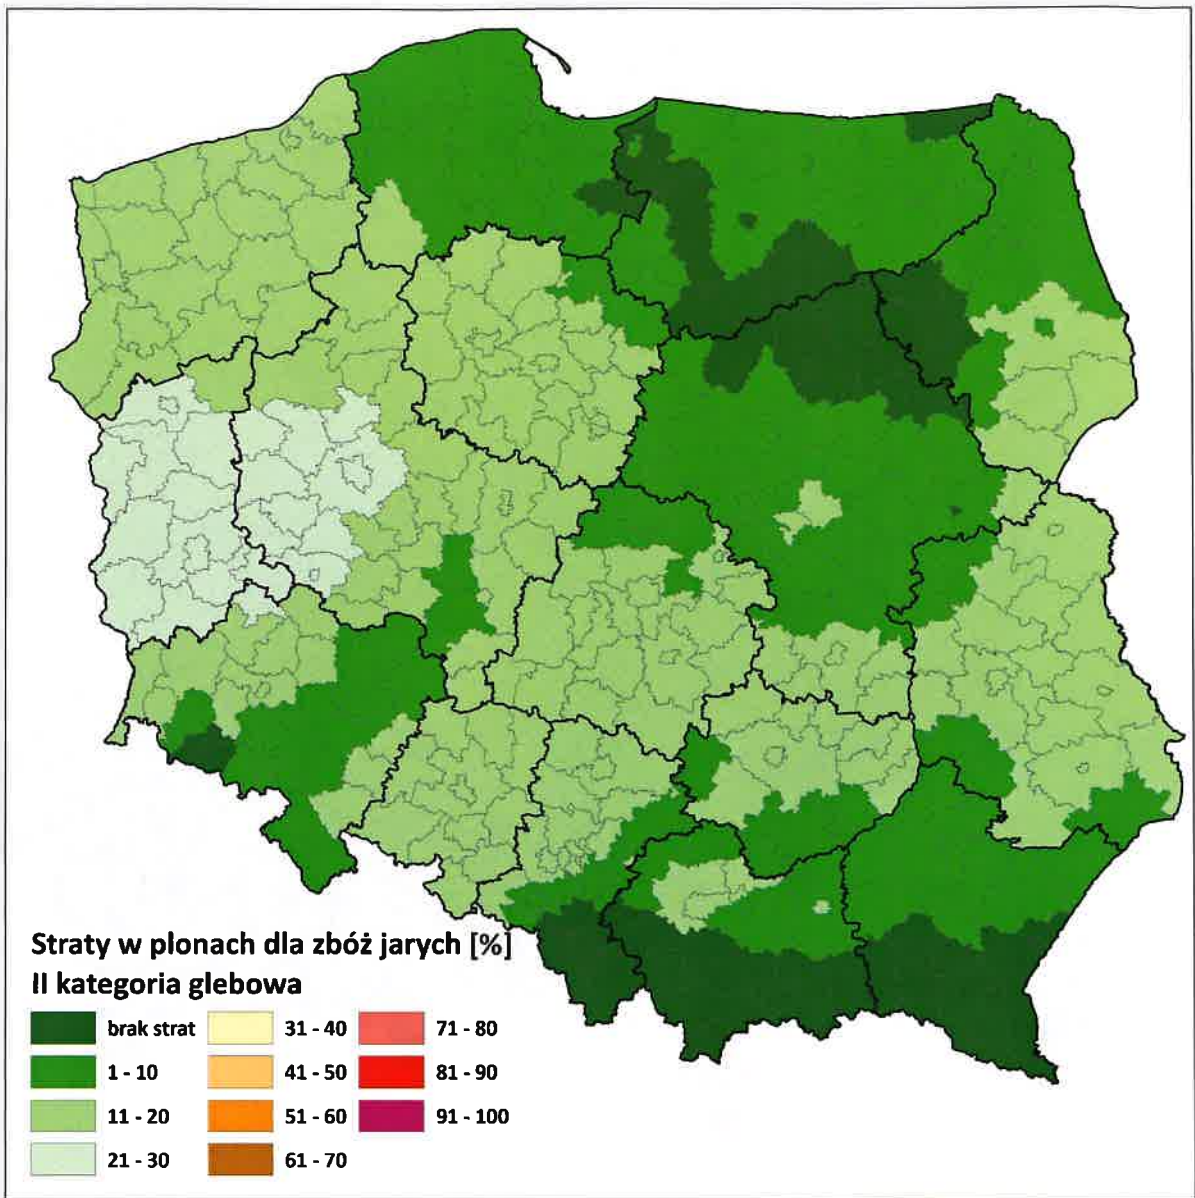 Straty w plonach dla zbóż jarych [%]
II kategoria glebowa
brak strat
1 - 10
11 - 20
21 - 30
31 - 40
41 - 50
51 - 60
61 - 70
71 - 80
81 - 90
91 - 100